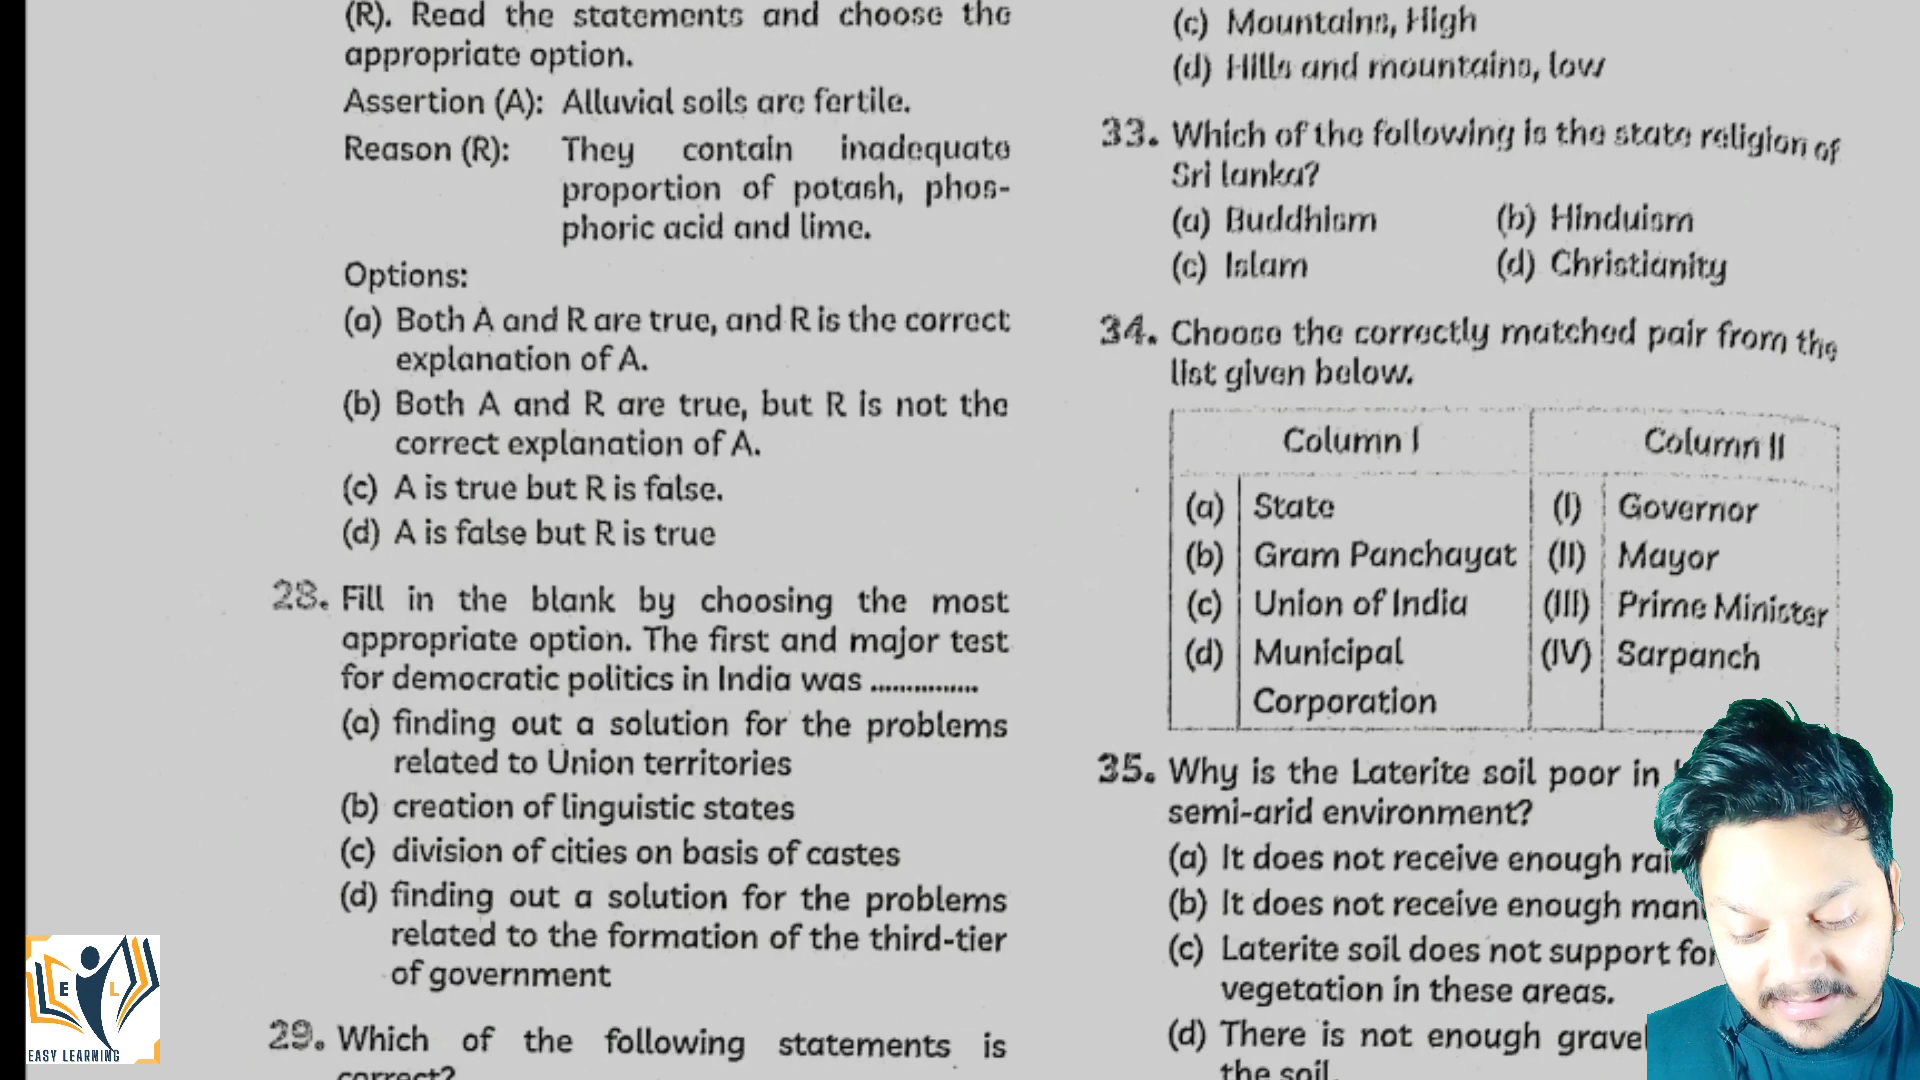 (R). Read the statements and choose the
appropriate option.
Assertion (A): Alluvial soils are fertile.
Reason (R): They contain inadequate
proportion of potash, phos-
phoric acid and lime.
Options:
(a) Both A and R are true, and R is the correct
explanation of A.
(b) Both A and R are true, but R is not the
correct explanation of A.
(c) A is true but R is false.
(d) A is false but R is true
28. Fill in the blank by choosing the most
appropriate option. The first and major test
for democratic politics in India was ...............
(a) finding out a solution for the problems
related to Union territories
(b) creation of linguistic states
(c) division of cities on basis of castes
(d) finding out a solution for the problems
related to the formation of the third-tier
of government
29. Which of the following statements is
correct?
(c) Mountains, High
(d) Hills and mountains, low
33. Which of the following is the state religion of
Sri lanka?
(a) Buddhism (b) Hinduism
(c) Islam (d) Christianity
34. Choose the correctly matched pair from the
list given below.
Column I Column II
(a) State (I) Governor
(b) Gram Panchayat (II) Mayor
(c) Union of India (III) Prime Minister
(d) Municipal (IV) Sarpanch
Corporation
35. Why is the Laterite soil poor in
semi-arid environment?
(a) It does not receive enough
(b) It does not receive enough
(c) Laterite soil does not support
vegetation in these areas.
(d) There is not enough
the soil.
E L
EASY LEARNING